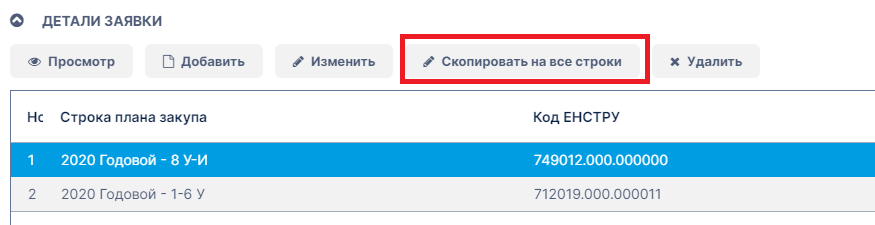 ДЕТАЛИ ЗАЯВКИ
Просмотр Добавить Изменить Скопировать на все строки Удалить
Но Строка плана закупа Код ЕНСТРУ
1 2020 Годовой - 8 У-И 749012.000.000000
2 2020 Годовой - 1-6 У 712019.000.000011